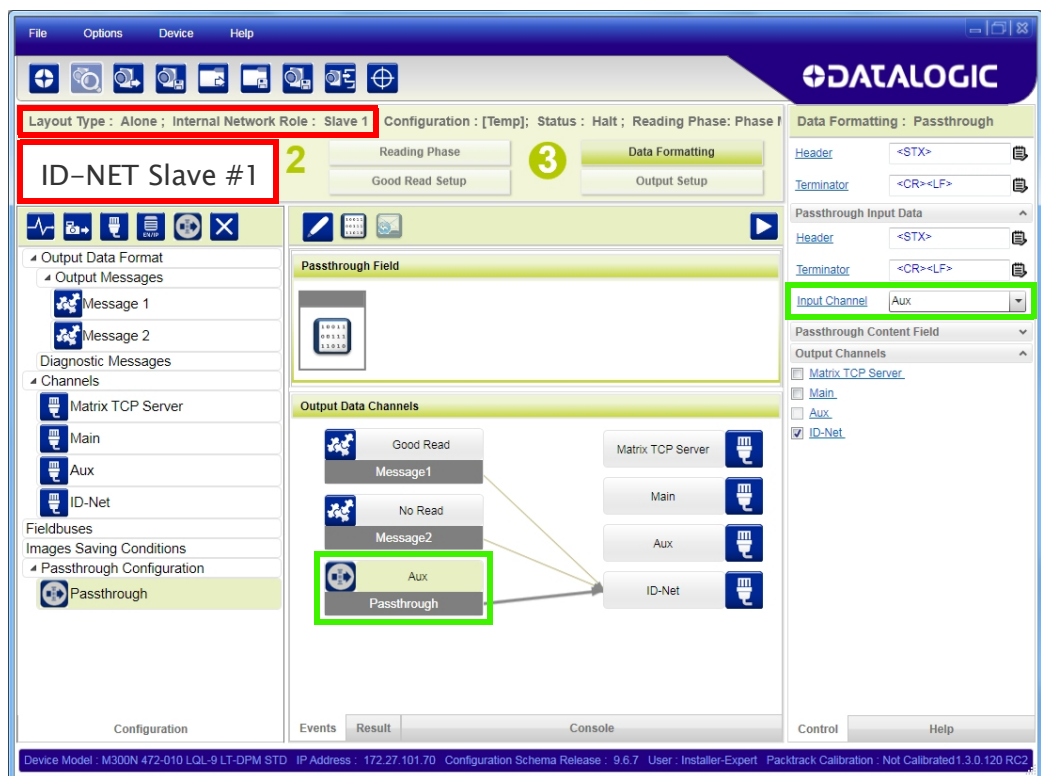 File Options Device Help
DATALOGIC
Layout Type : Alone ; Internal Network Role : Slave 1 Configuration : [Temp]; Status : Halt ; Reading Phase: Phase
ID-NET Slave #1
2
Reading Phase
Good Read Setup
3
Data Formatting
Output Setup
EN/IP
Output Data Format
Output Messages
Message 1
Message 2
Diagnostic Messages
Channels
Matrix TCP Server
Main
Aux
ID-Net
Fieldbuses
Images Saving Conditions
Passthrough Configuration
Passthrough
Configuration
Passthrough Field
10011
00111
11010
Output Data Channels
Good Read
Message1
No Read
Message2
Aux
Passthrough
Matrix TCP Server
Main
Aux
ID-Net
Events Result Console
Data Formatting : Passthrough
Header <STX>
Terminator <CR><LF>
Passthrough Input Data
Header <STX>
Terminator <CR><LF>
Input Channel Aux
Passthrough Content Field
Output Channels
Matrix TCP Server
Main
Aux
ID-Net
Control Help
Device Model : M300N 472-010 LQL-9 LT-DPM STD IP Address : 172.27.101.70 Configuration Schema Release : 9.6.7 User : Installer-Expert Packtrack Calibration : Not Calibrated 1.3.0.120 RC2